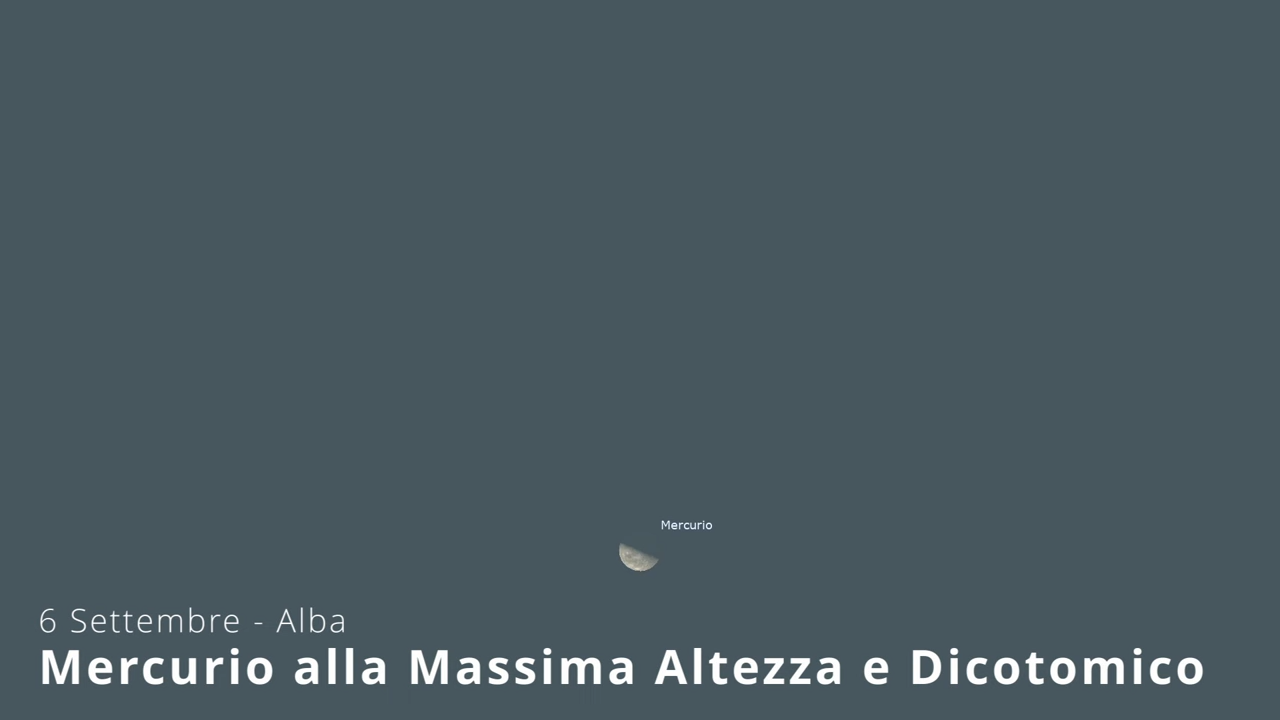 Mercurio
6 Settembre - Alba
Mercurio alla Massima Altezza e Dicotomico